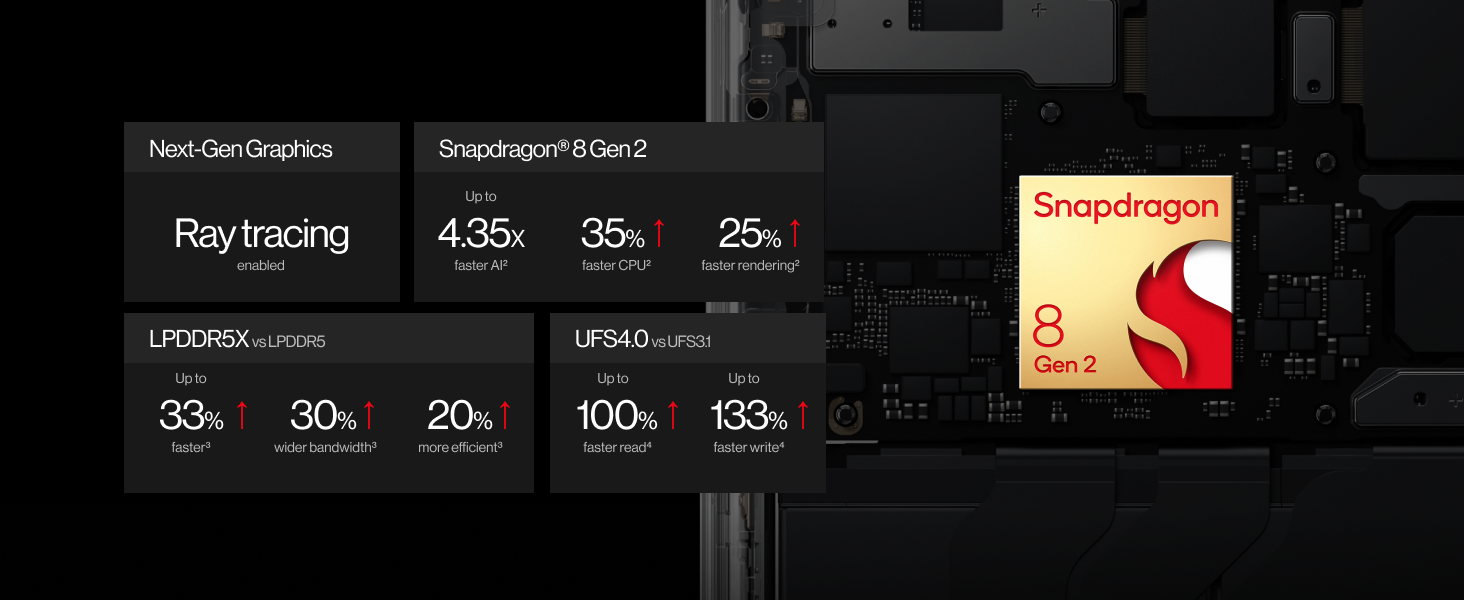 Next-Gen Graphics
Ray tracing
enabled
Snapdragon® 8 Gen 2
Up to
4.35X
faster AI²
35% ↑
faster CPU²
25% ↑
faster rendering²
LPDDR5X vs LPDDR5
Up to
33% ↑
faster³
30% ↑
wider bandwidth³
20% ↑
more efficient³
UFS4.0 vs UFS3.1
Up to
100% ↑
faster read⁴
Up to
133% ↑
faster write⁴
Snapdragon
8
Gen 2